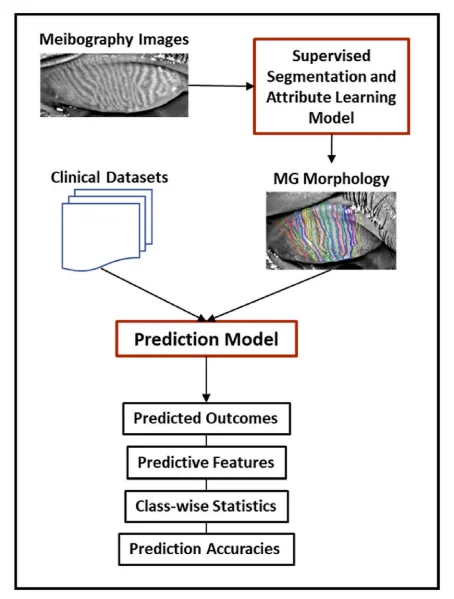 Meibography Images
Supervised
Segmentation and
Attribute Learning
Model
Clinical Datasets
MG Morphology
Prediction Model
Predicted Outcomes
Predictive Features
Class-wise Statistics
Prediction Accuracies